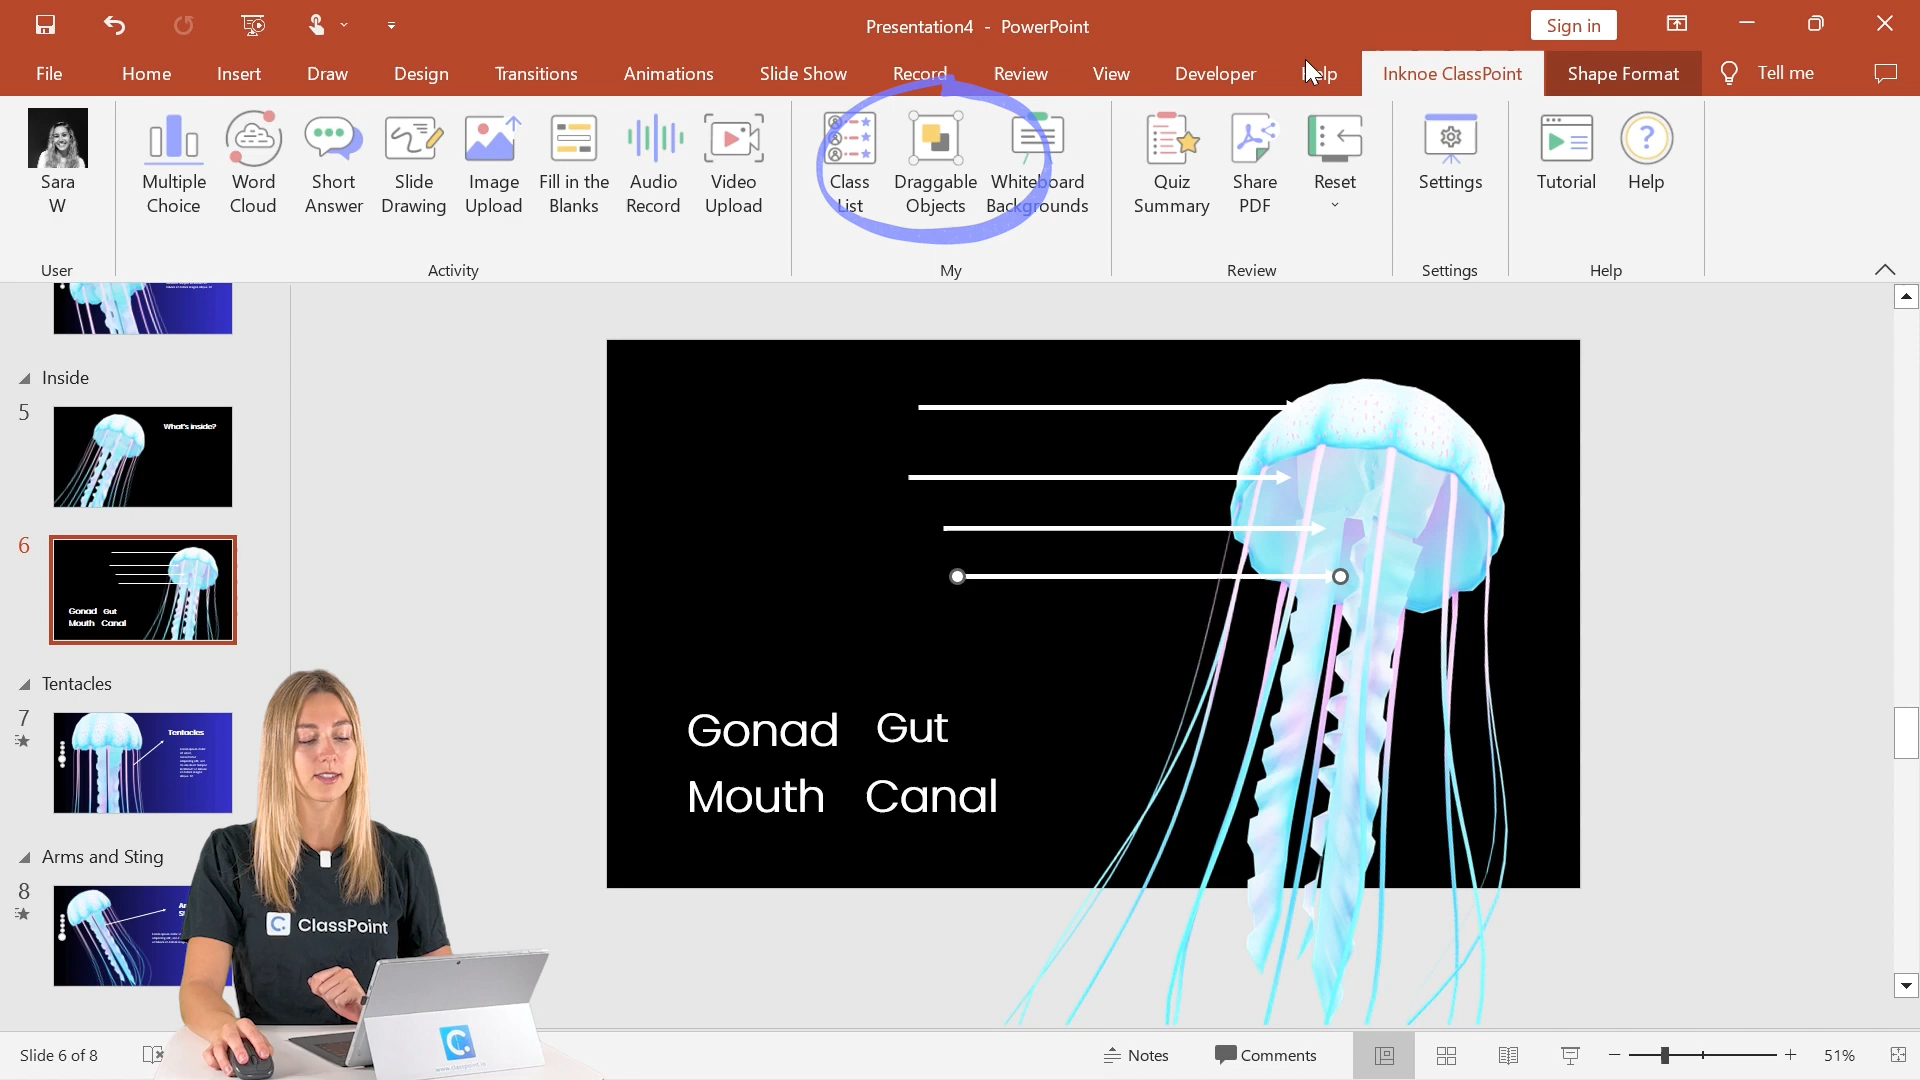 Presentation4 - PowerPoint
Sign in
File Home Insert Draw Design Transitions Animations Slide Show Record Review View Developer Help Inknoe ClassPoint Shape Format Tell me
Sara W
Multiple Choice
Word Cloud
Short Answer
Slide Drawing
Image Upload
Fill in the Blanks
Audio Record
Video Upload
Class List
Draggable Objects
Whiteboard Backgrounds
Quiz Summary
Share PDF
Reset
Settings
Tutorial
Help
User Activity My Review Settings Help
Inside
5
What's inside?
6
Gonad Gut
Mouth Canal
Tentacles
7
Tentacles
Arms and Sting
8
Gonad Gut
Mouth Canal
C. ClassPoint
C.
Slide 6 of 8
Notes Comments 51%